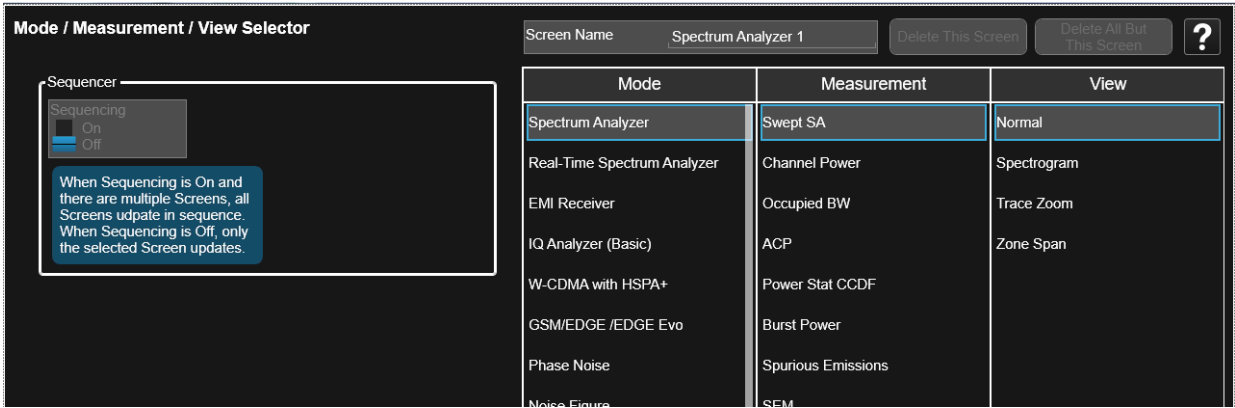 Mode / Measurement / View Selector
Screen Name
Spectrum Analyzer 1
Delete This Screen
Delete All But
This Screen
?
Sequencer
Sequencing
On
Off
When Sequencing is On and
there are multiple Screens, all
Screens udpate in sequence.
When Sequencing is Off, only
the selected Screen updates.
Mode
Measurement
View
Spectrum Analyzer
Swept SA
Normal
Real-Time Spectrum Analyzer
Channel Power
Spectrogram
EMI Receiver
Occupied BW
Trace Zoom
IQ Analyzer (Basic)
ACP
Zone Span
W-CDMA with HSPA+
Power Stat CCDF
GSM/EDGE /EDGE Evo
Burst Power
Phase Noise
Spurious Emissions
Noise Figure
SEM